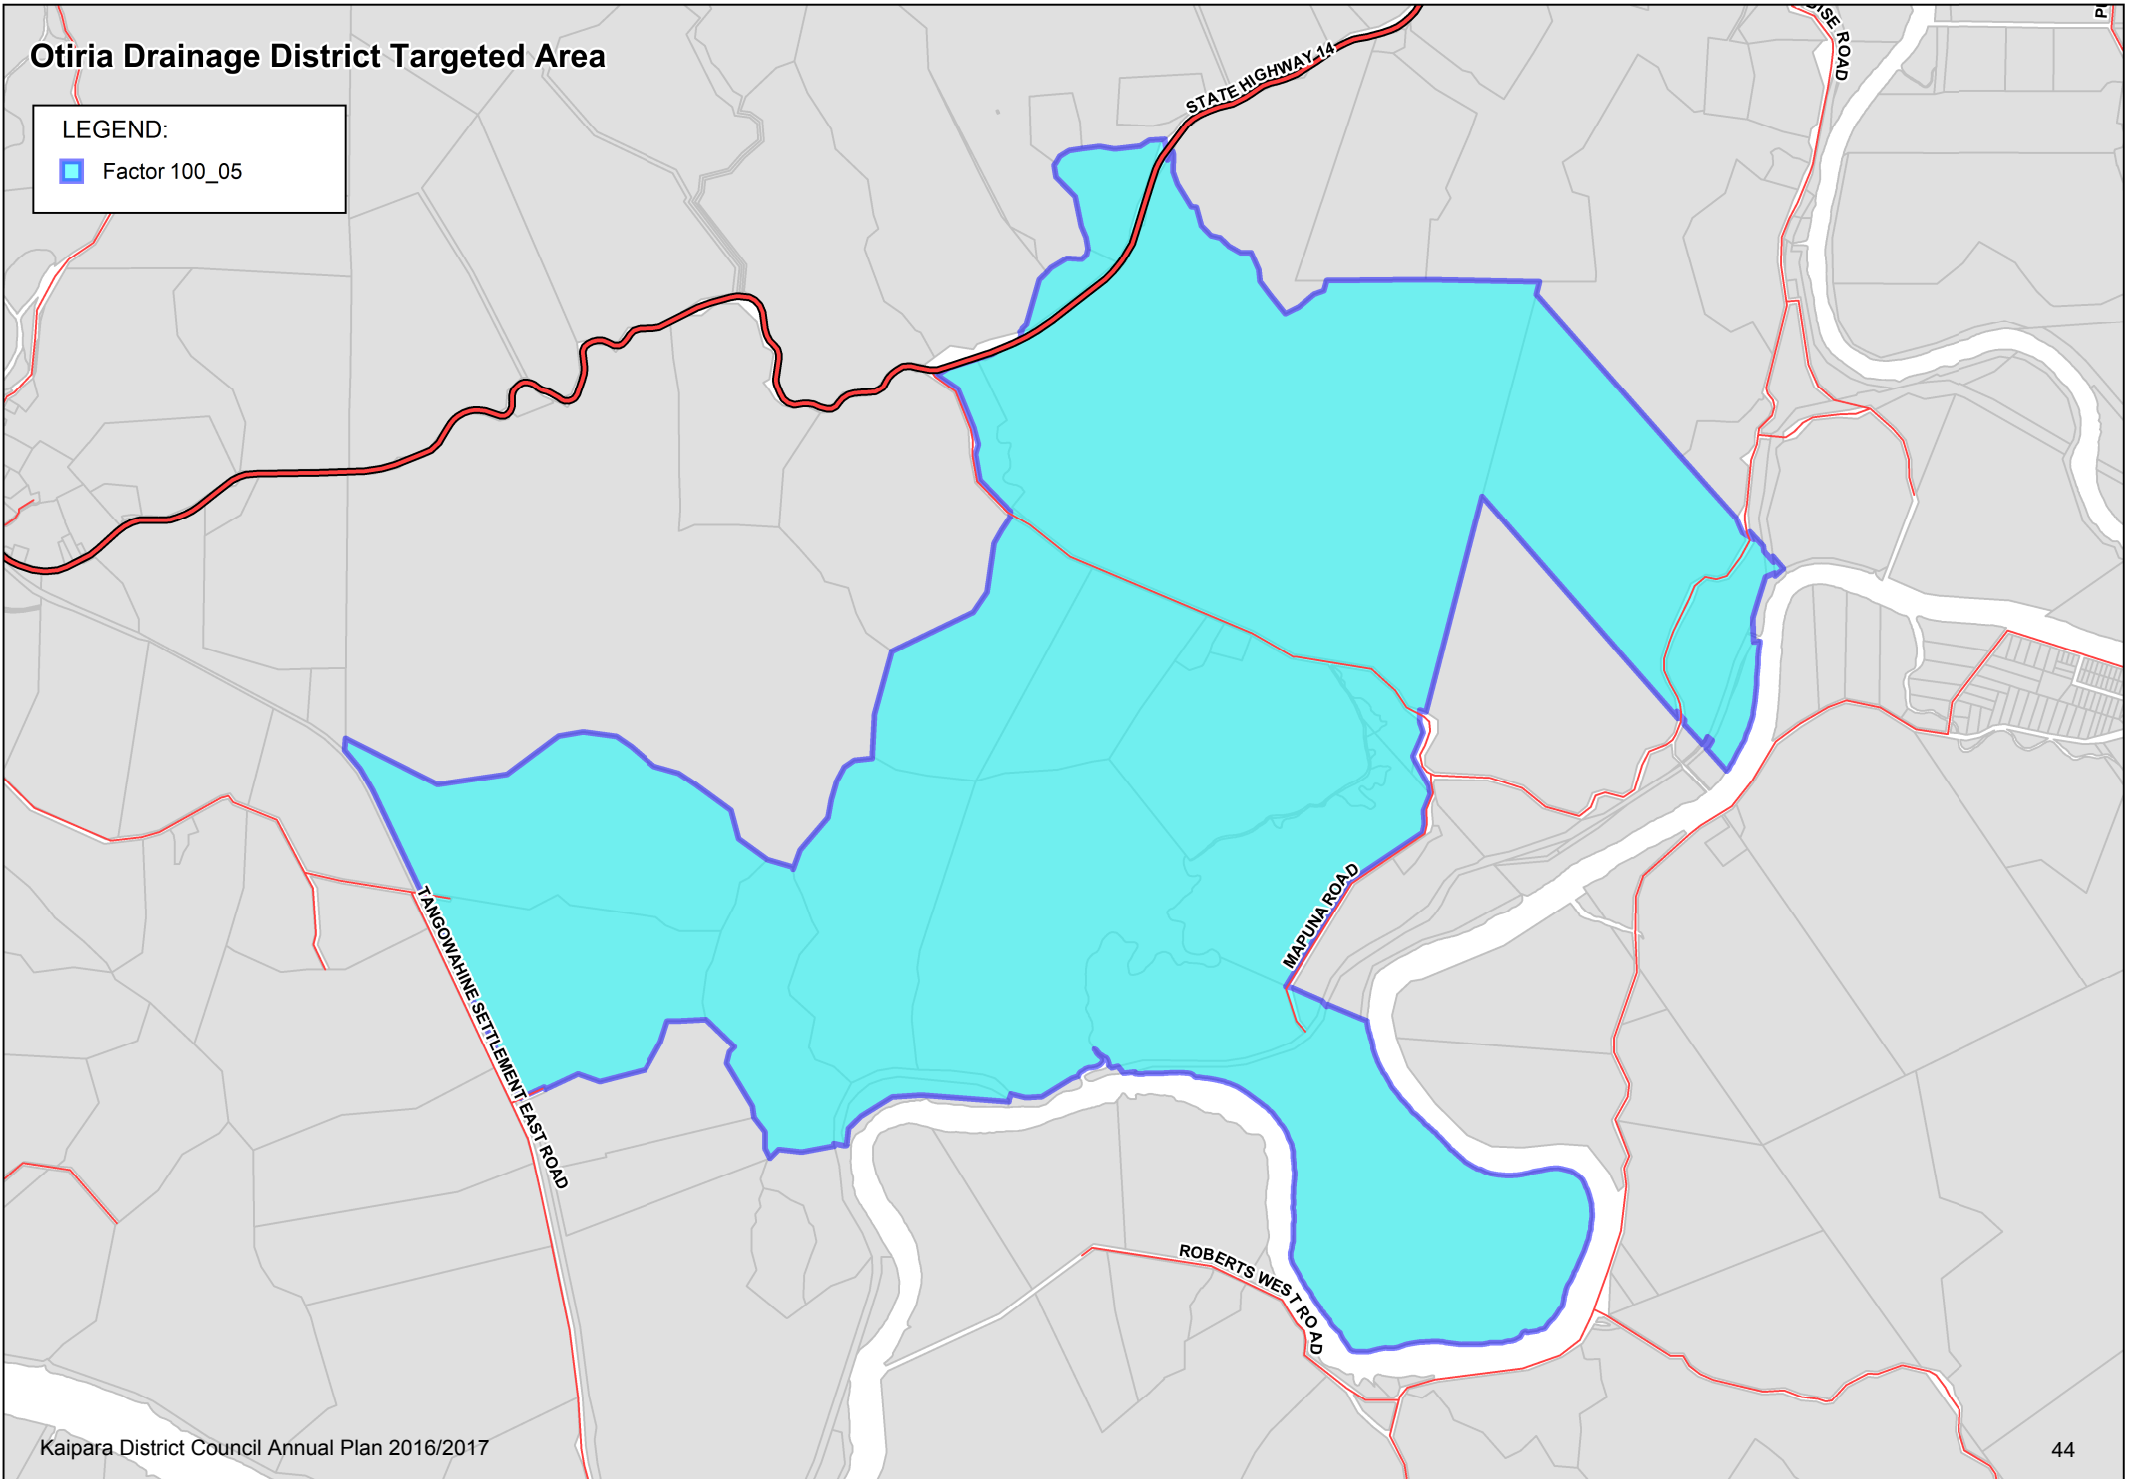 Otiria Drainage District Targeted Area
LEGEND:
Factor 100_05
STATE HIGHWAY 14
MAPUNA ROAD
TANGOWAHINE SETTLEMENT EAST ROAD
ROBERTS WEST ROAD
Kaipara District Council Annual Plan 2016/2017
44